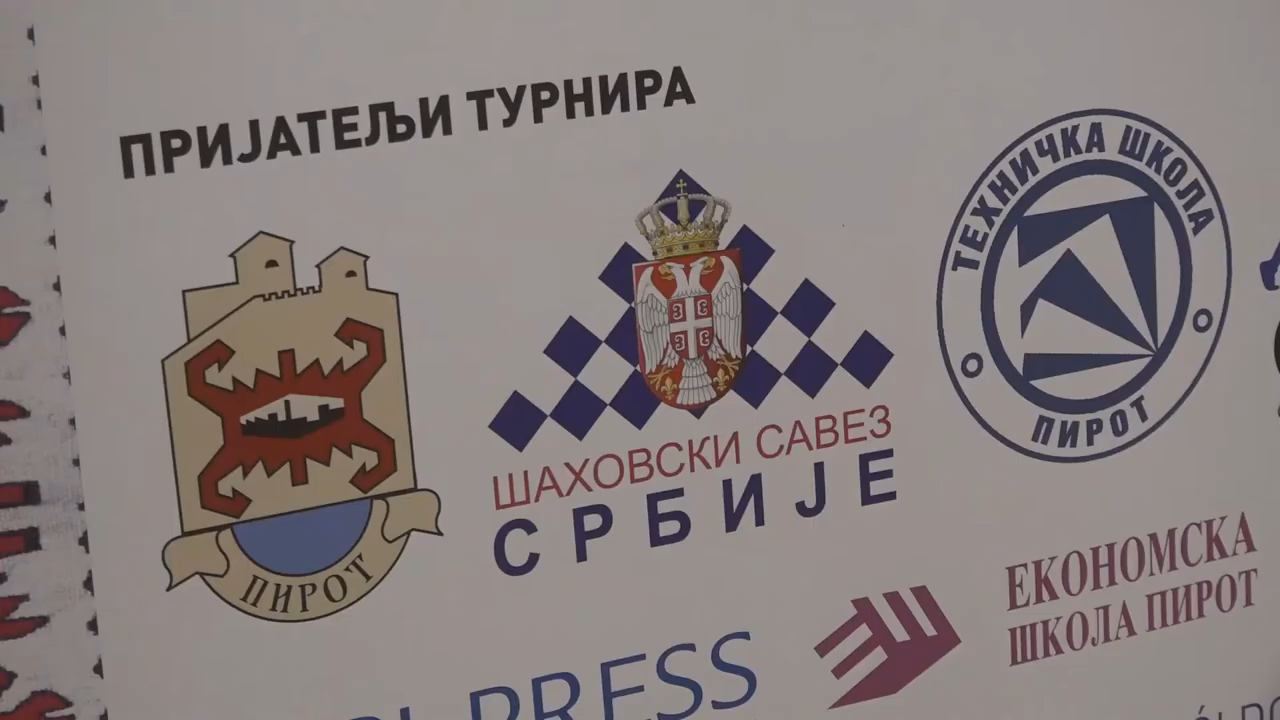 ПРИЈАТЕЉИ ТУРНИРА
ПИРОТ
ШАХОВСКИ САВЕЗ
СРБИЈЕ
ТЕХНИЧКА ШКОЛА
ПИРОТ
PRESS
ЕКОНОМСКА
ШКОЛА ПИРОТ